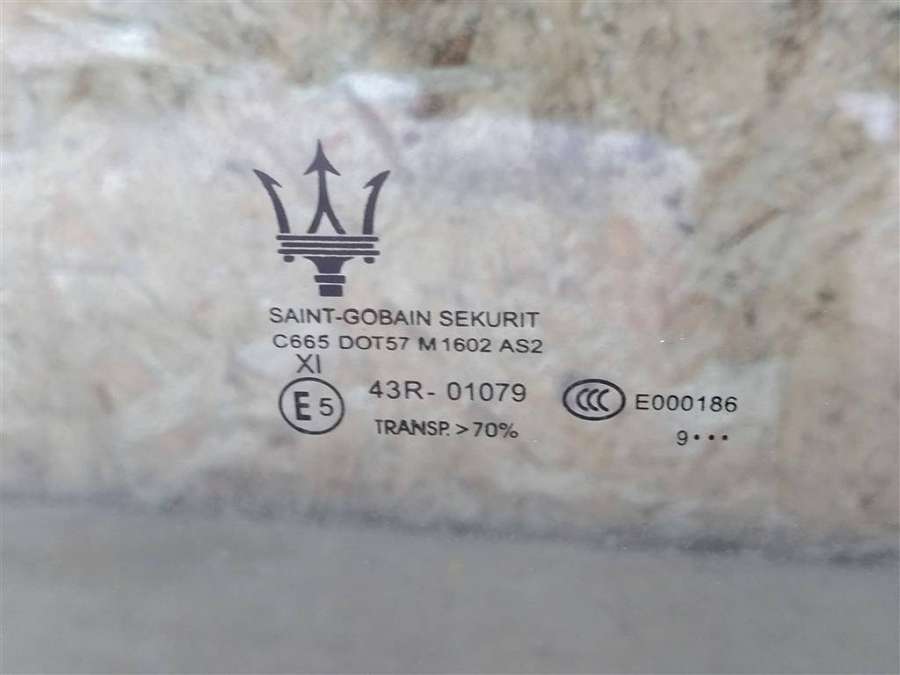 SAINT-GOBAIN SEKURIT
C665 DOT57 M1602 AS2
XI
E5 43R-01079 CCC E000186
TRANSP. >70% 9•••